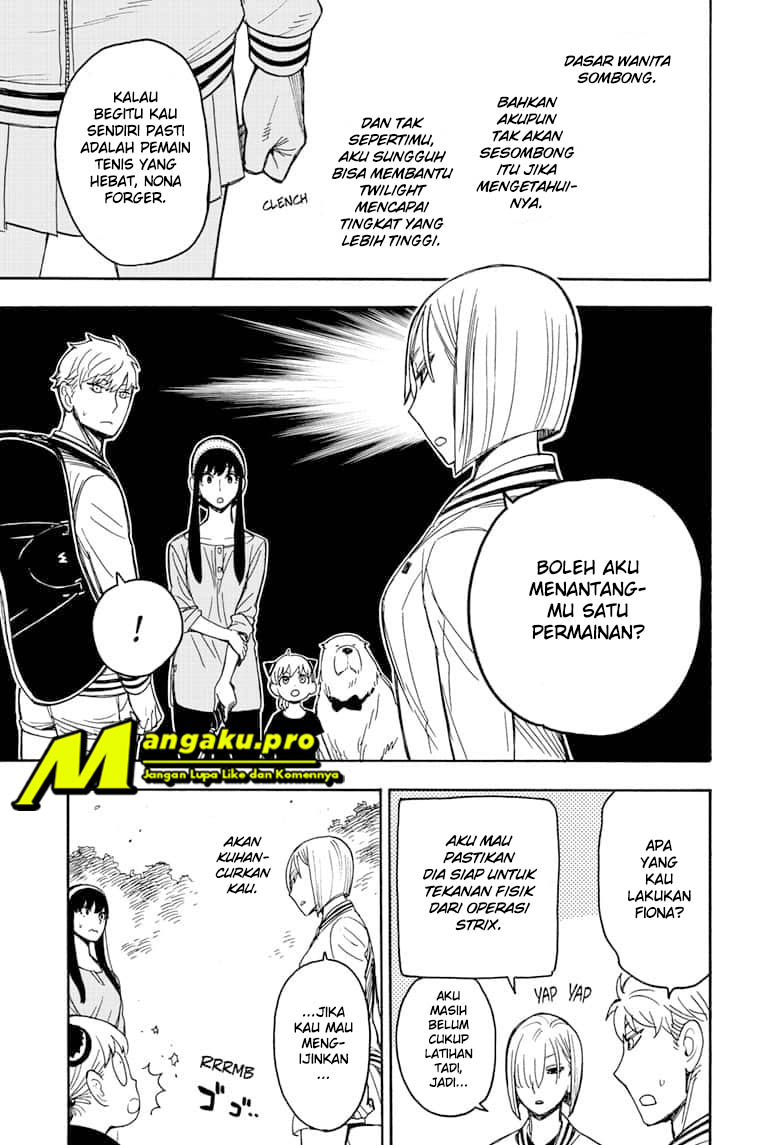 DASAR WANITA
SOMBONG.
BAHKAN
AKUPUN
TAK AKAN
SESOMBONG
ITU JIKA
MENGETAHUI-
NYA.
DAN TAK
SEPERTIMU,
AKU SUNGGUH
BISA MEMBANTU
TWILIGHT
MENCAPAI
TINGKAT YANG
LEBIH TINGGI.
CLENCH
KALAU
BEGITU KAU
SENDIRI PASTI
ADALAH PEMAIN
TENIS YANG
HEBAT, NONA
FORGER.
BOLEH AKU
MENANTANG-
MU SATU
PERMAINAN?
!
Mangaku.pro
Jangan Lupa Like dan Komennya
APA
YANG
KAU
LAKUKAN
FIONA?
AKU MAU
PASTIKAN
DIA SIAP UNTUK
TEKANAN FISIK
DARI OPERASI
STRIX.
YAP YAP
AKU
MASIH
BELUM
CUKUP
LATIHAN
TADI,
JADI...
AKAN
KUHAN-
CURKAN
KAU.
...JIKA
KAU MAU
MENG-
IJINKAN
...
RRRMB
ゴゴ..